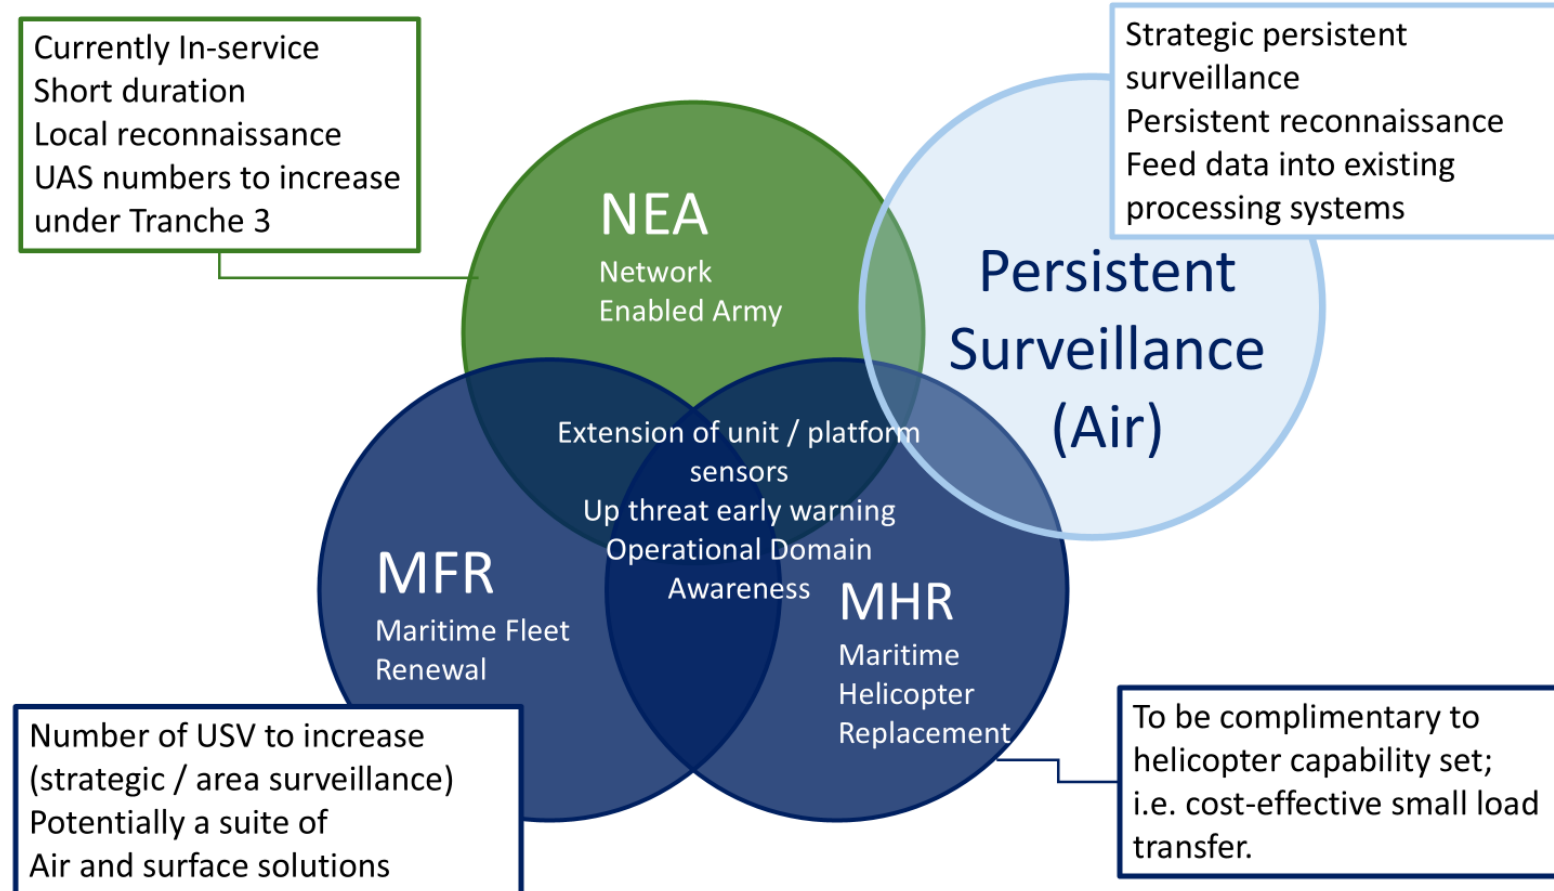 Currently In-service
Short duration
Local reconnaissance
UAS numbers to increase
under Tranche 3
Strategic persistent
surveillance
Persistent reconnaissance
Feed data into existing
processing systems
NEA
Network
Enabled Army
Persistent
Surveillance
(Air)
Extension of unit / platform
sensors
Up threat early warning
Operational Domain
Awareness
MFR
Maritime Fleet
Renewal
MHR
Maritime
Helicopter
Replacement
Number of USV to increase
(strategic / area surveillance)
Potentially a suite of
Air and surface solutions
To be complimentary to
helicopter capability set;
i.e. cost-effective small load
transfer.